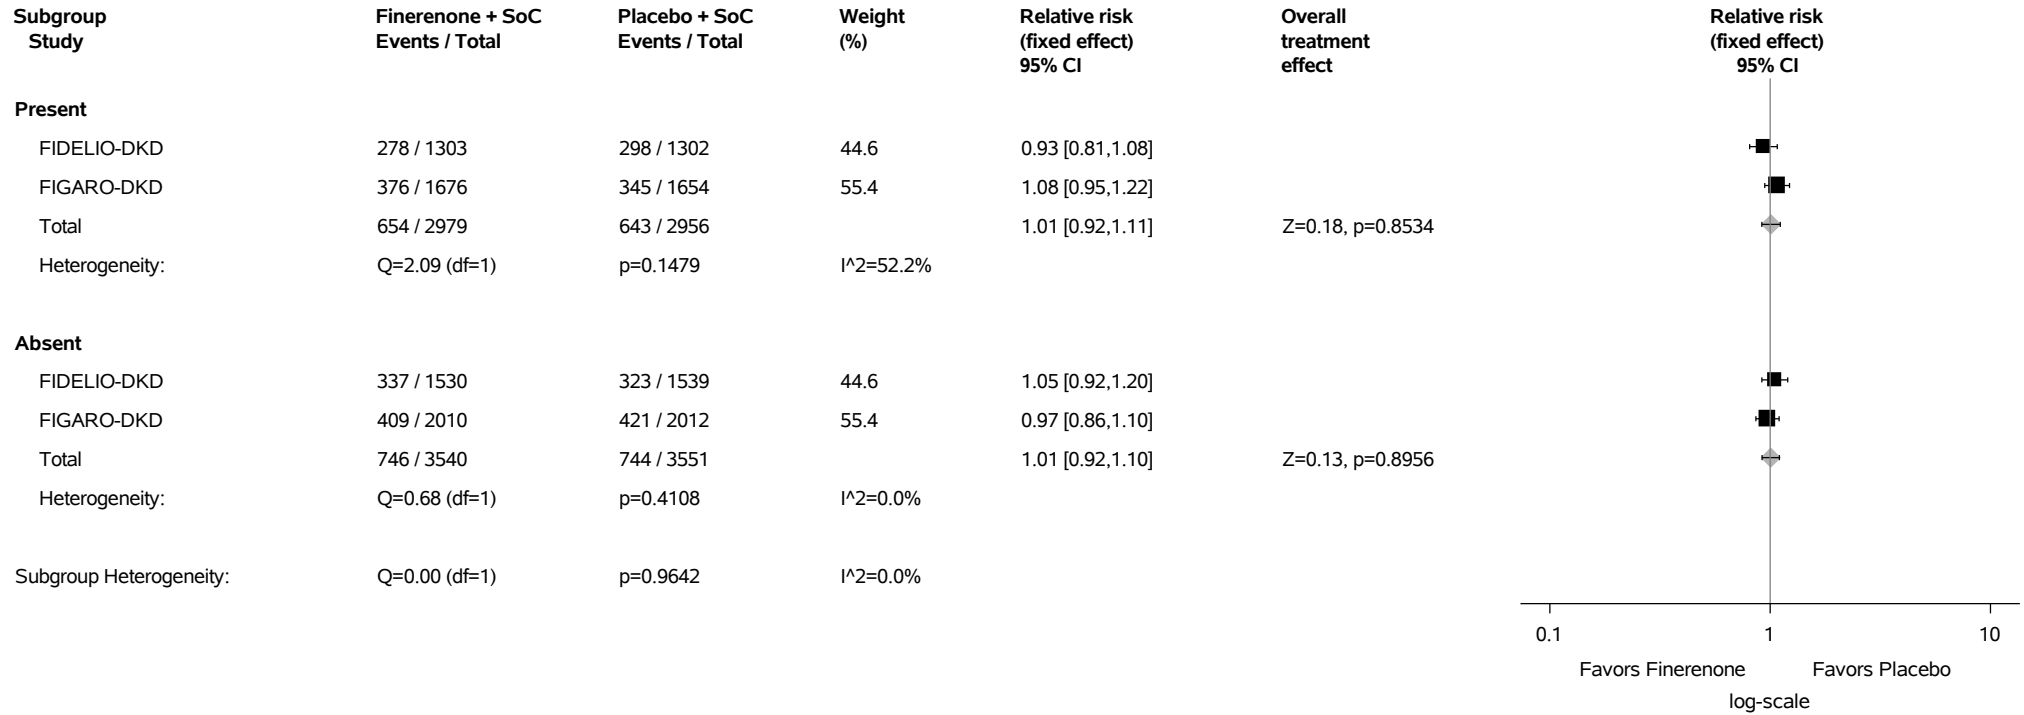 Subgroup Finerenone + SoC Placebo + SoC Weight Relative risk Overall Relative risk
Study Events / Total Events / Total (%) (fixed effect) treatment (fixed effect)
95% CI effect 95% CI
Present
FIDELIO-DKD 278 / 1303 298 / 1302 44.6 0.93 [0.81,1.08]
FIGARO-DKD 376 / 1676 345 / 1654 55.4 1.08 [0.95,1.22]
Total 654 / 2979 643 / 2956 1.01 [0.92,1.11] Z=0.18, p=0.8534
Heterogeneity: Q=2.09 (df=1) p=0.1479 I^2=52.2%
Absent
FIDELIO-DKD 337 / 1530 323 / 1539 44.6 1.05 [0.92,1.20]
FIGARO-DKD 409 / 2010 421 / 2012 55.4 0.97 [0.86,1.10]
Total 746 / 3540 744 / 3551 1.01 [0.92,1.10] Z=0.13, p=0.8956
Heterogeneity: Q=0.68 (df=1) p=0.4108 I^2=0.0%
Subgroup Heterogeneity: Q=0.00 (df=1) p=0.9642 I^2=0.0%
0.1 1 10
Favors Finerenone Favors Placebo
log-scale